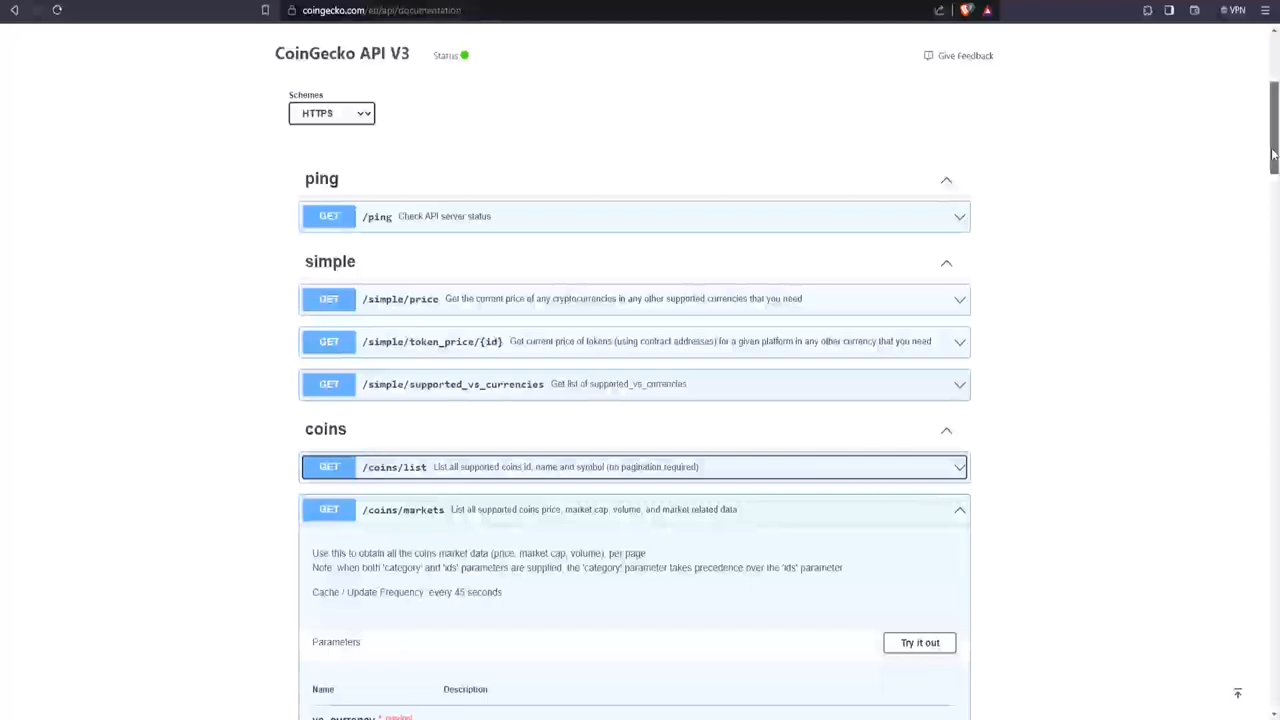 coingecko.com/en/api/documentation
VPN
CoinGecko API V3
Status
Give Feedback
Schemes
HTTPS
ping
GET /ping Check API server status
simple
GET /simple/price Get the current price of any cryptocurrencies in any other supported currencies that you need
GET /simple/token_price/{id} Get current price of tokens (using contract addresses) for a given platform in any other currency that you need
GET /simple/supported_vs_currencies Get list of supported_vs_currencies
coins
GET /coins/list List all supported coins id, name and symbol (no pagination required)
GET /coins/markets List all supported coins price, market cap, volume, and market related data
Use this to obtain all the coins market data (price, market cap, volume), per page
Note: when both 'category' and 'ids' parameters are supplied, the 'category' parameter takes precedence over the 'ids' parameter
Cache / Update Frequency every 45 seconds
Parameters
Try it out
Name Description
vs_currency * required